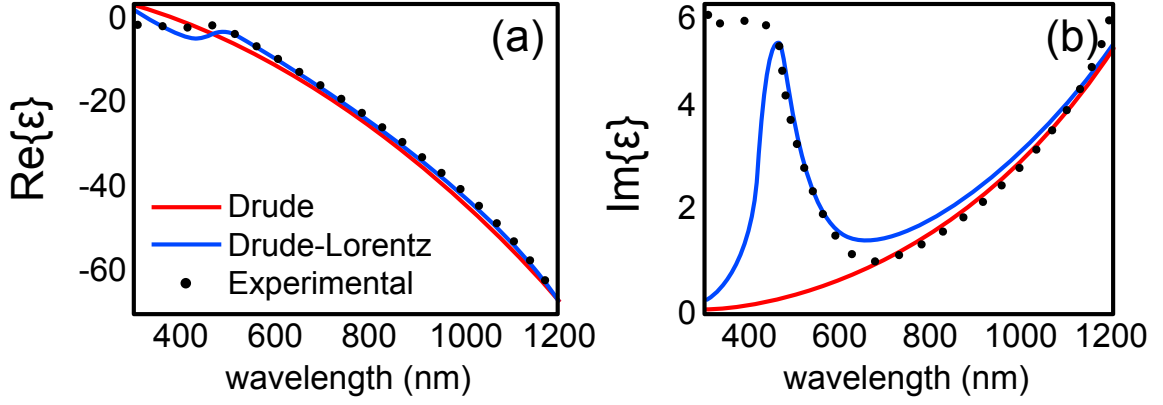 (a)
Re{ε}
0
-20
-40
-60
Drude
Drude-Lorentz
Experimental
400 600 800 1000 1200
wavelength (nm)
(b)
Im{ε}
6
4
2
0
400 600 800 1000 1200
wavelength (nm)